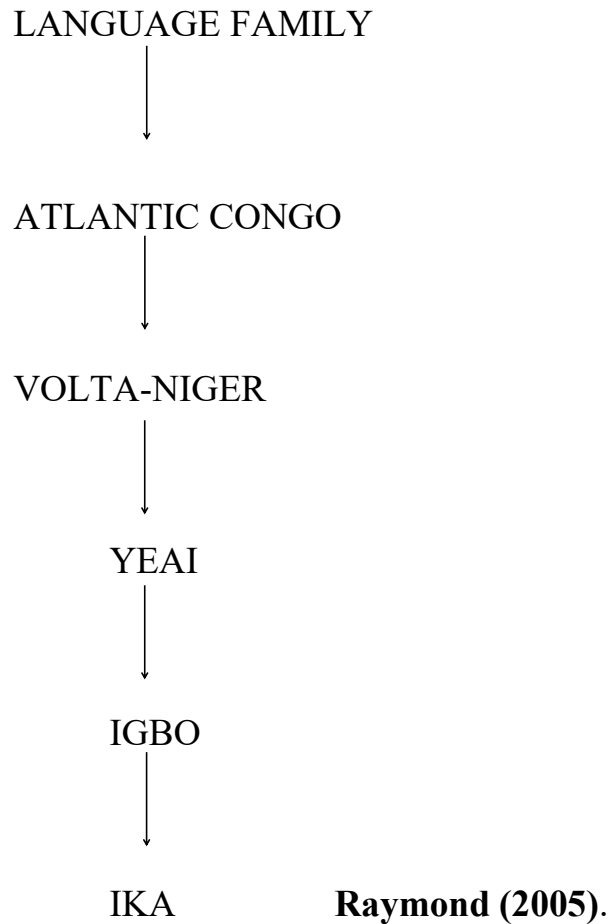 LANGUAGE FAMILY
ATLANTIC CONGO
VOLTA-NIGER
YEAI
IGBO
IKA Raymond (2005).